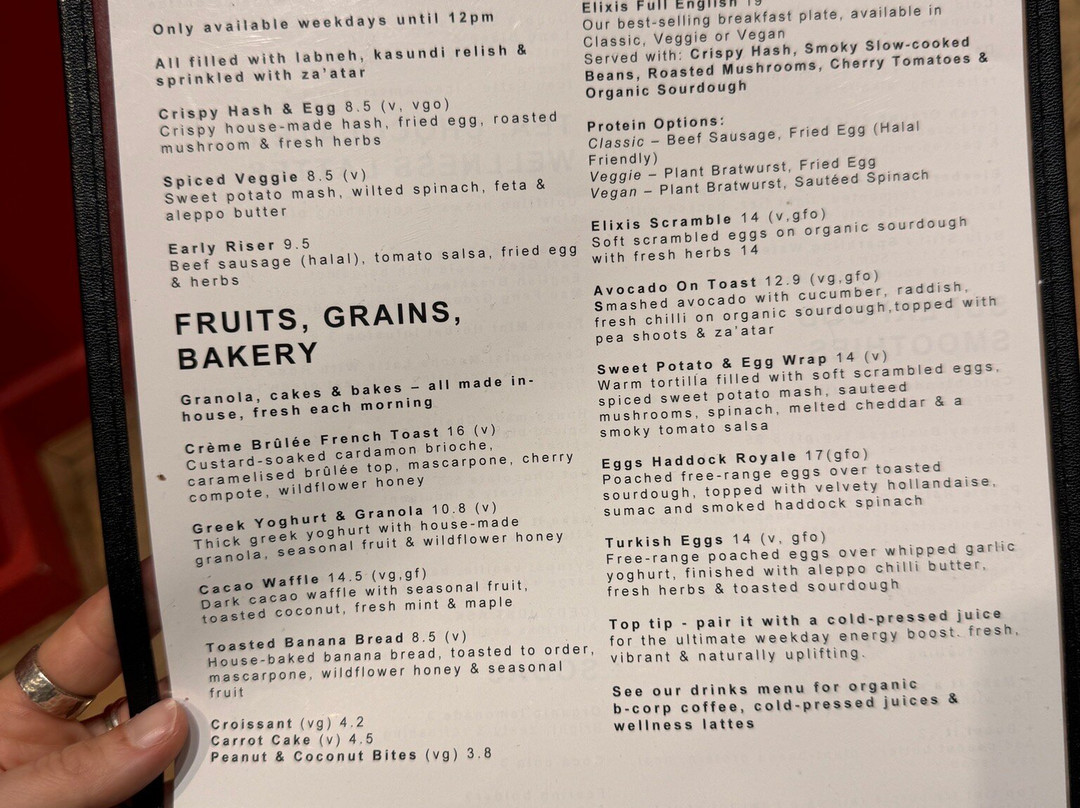 Only available weekdays until 12pm
All filled with labneh, kasundi relish &
sprinkled with za'atar
Crispy Hash & Egg 8.5 (v, vgo)
Crispy house-made hash, fried egg, roasted
mushroom & fresh herbs
Spiced Veggie 8.5 (v)
Sweet potato mash, wilted spinach, feta &
aleppo butter
Early Riser 9.5
Beef sausage (halal), tomato salsa, fried egg
& herbs
FRUITS, GRAINS,
BAKERY
Granola, cakes & bakes – all made in-
house, fresh each morning
Crème Brûlée French Toast 16 (v)
Custard-soaked cardamon brioche,
caramelised brûlée top, mascarpone, cherry
compote, wildflower honey
Greek Yoghurt & Granola 10.8 (v)
Thick greek yoghurt with house-made
granola, seasonal fruit & wildflower honey
Cacao Waffle 14.5 (vg,gf)
Dark cacao waffle with seasonal fruit,
toasted coconut, fresh mint & maple
Toasted Banana Bread 8.5 (v)
House-baked banana bread, toasted to order,
mascarpone, wildflower honey & seasonal
fruit
Croissant (vg) 4.2
Carrot Cake (v) 4.5
Peanut & Coconut Bites (vg) 3.8
Elixis Full English 19
Our best-selling breakfast plate, available in
Classic, Veggie or Vegan
Served with: Crispy Hash, Smoky Slow-cooked
Beans, Roasted Mushrooms, Cherry Tomatoes &
Organic Sourdough
Protein Options:
Classic – Beef Sausage, Fried Egg (Halal
Friendly)
Veggie – Plant Bratwurst, Fried Egg
Vegan – Plant Bratwurst, Sautéed Spinach
Elixis Scramble 14 (v,gfo)
Soft scrambled eggs on organic sourdough
with fresh herbs 14
Avocado On Toast 12.9 (vg,gfo)
Smashed avocado with cucumber, raddish,
fresh chilli on organic sourdough,topped with
pea shoots & za'atar
Sweet Potato & Egg Wrap 14 (v)
Warm tortilla filled with soft scrambled eggs,
spiced sweet potato mash, sauteed
mushrooms, spinach, melted cheddar & a
smoky tomato salsa
Eggs Haddock Royale 17(gfo)
Poached free-range eggs over toasted
sourdough, topped with velvety hollandaise,
sumac and smoked haddock spinach
Turkish Eggs 14 (v, gfo)
Free-range poached eggs over whipped garlic
yoghurt, finished with aleppo chilli butter,
fresh herbs & toasted sourdough
Top tip - pair it with a cold-pressed juice
for the ultimate weekday energy boost. fresh,
vibrant & naturally uplifting.
See our drinks menu for organic
b-corp coffee, cold-pressed juices &
wellness lattes